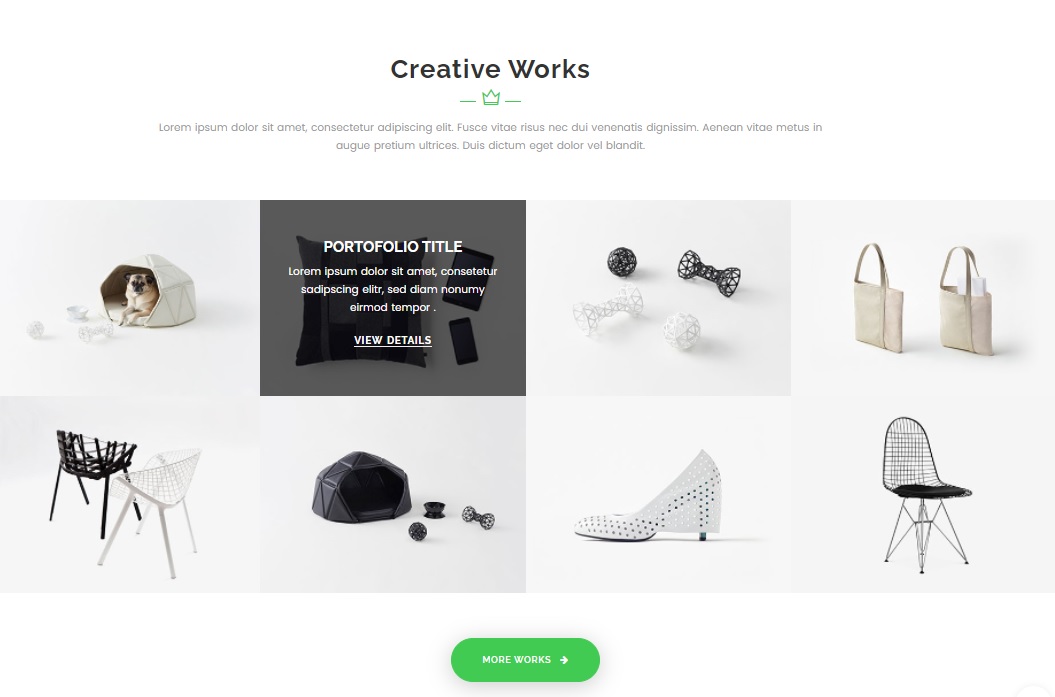 Creative Works
Lorem ipsum dolor sit amet, consectetur adipiscing elit. Fusce vitae risus nec dui venenatis dignissim. Aenean vitae metus in
augue pretium ultrices. Duis dictum eget dolor vel blandit.
PORTOFOLIO TITLE
Lorem ipsum dolor sit amet, consetetur
sadipscing elitr, sed diam nonumy
eirmod tempor .
VIEW DETAILS
MORE WORKS